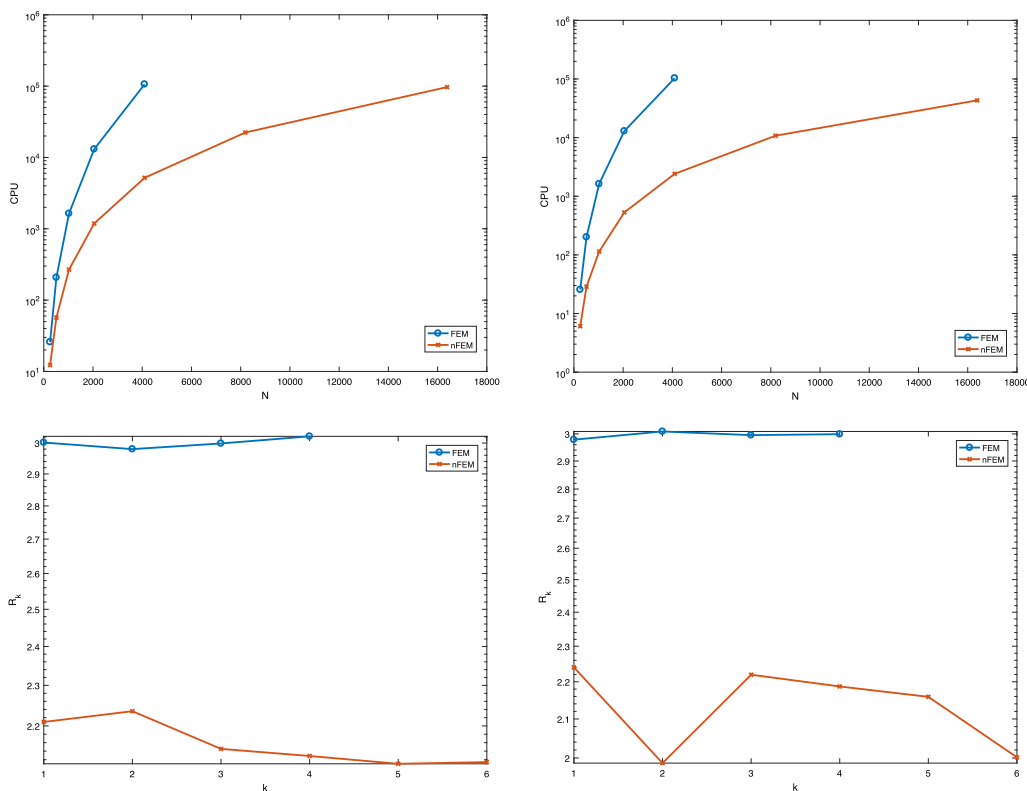 10^6
10^5
10^4
10^3
10^2
10^1
CPU
0 2000 4000 6000 8000 10000 12000 14000 16000 18000
N
FEM
nFEM
10^6
10^5
10^4
10^3
10^2
10^1
10^0
CPU
0 2000 4000 6000 8000 10000 12000 14000 16000 18000
N
FEM
nFEM
3
2.9
2.8
2.7
2.6
2.5
2.4
2.3
2.2
R_k
1 2 3 4 5 6
k
FEM
nFEM
3
2.9
2.8
2.7
2.6
2.5
2.4
2.3
2.2
2.1
2
R_k
1 2 3 4 5 6
k
FEM
nFEM